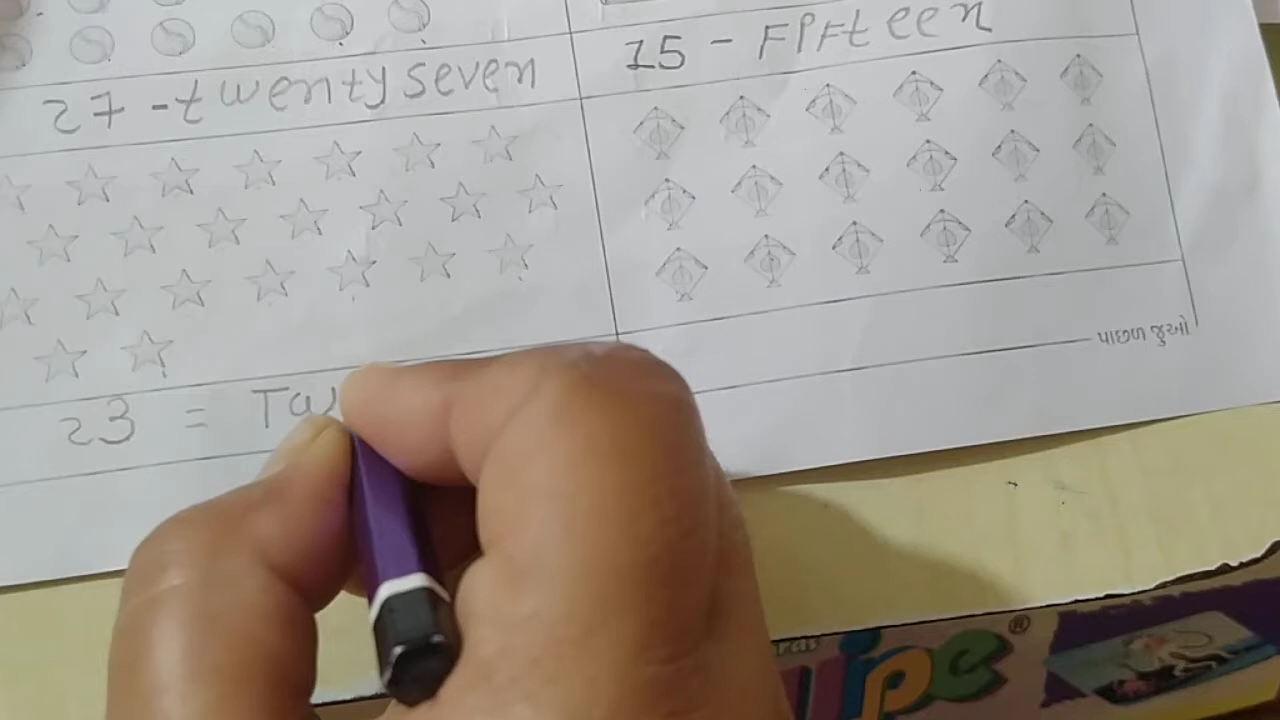 27 - twenty seven
15 - FIFteen
23 = Tw
પાછળ જુઓ